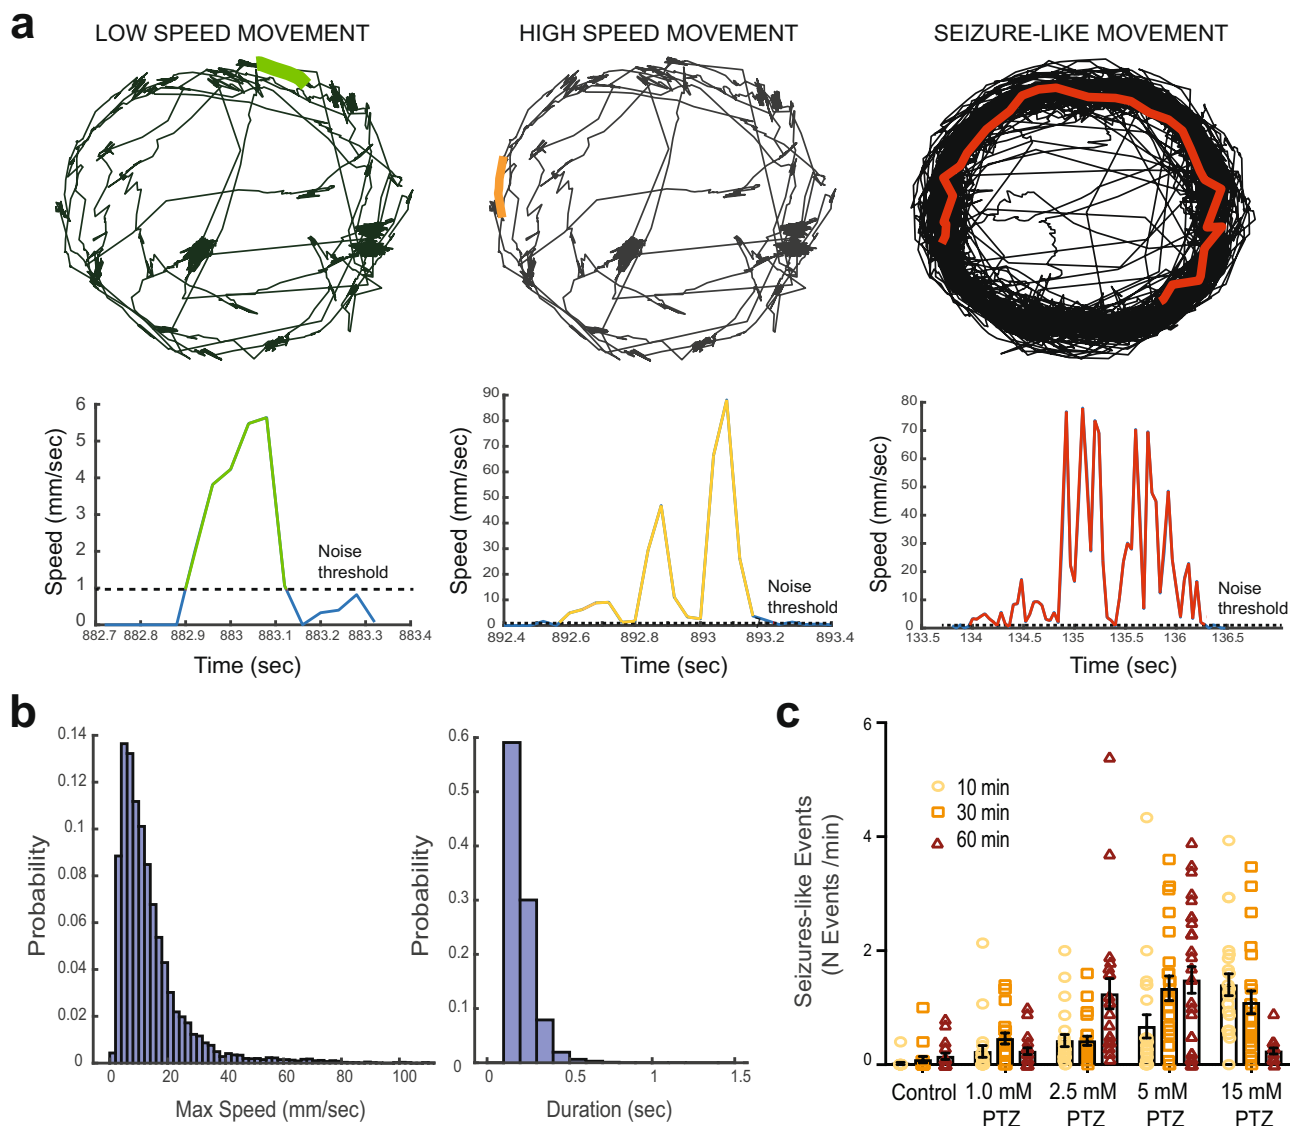 a
LOW SPEED MOVEMENT
HIGH SPEED MOVEMENT
SEIZURE-LIKE MOVEMENT
Speed (mm/sec)
6
5
4
3
2
1
0
Noise
threshold
882.7 882.8 882.9 883 883.1 883.2 883.3 883.4
Time (sec)
Speed (mm/sec)
90
80
70
60
50
40
30
20
10
0
Noise
threshold
892.4 892.6 892.8 893 893.2 893.4
Time (sec)
Speed (mm/sec)
80
70
60
50
40
30
20
10
0
Noise
threshold
133.5 134 134.5 135 135.5 136 136.5
Time (sec)
b
Probability
0.14
0.12
0.1
0.08
0.06
0.04
0.02
0
0 20 40 60 80 100
Max Speed (mm/sec)
Probability
0.6
0.5
0.4
0.3
0.2
0.1
0
0 0.5 1 1.5
Duration (sec)
c
Seizures-like Events
(N Events /min)
6
4
2
0
10 min
30 min
60 min
Control 1.0 mM 2.5 mM 5 mM 15 mM
PTZ PTZ PTZ PTZ